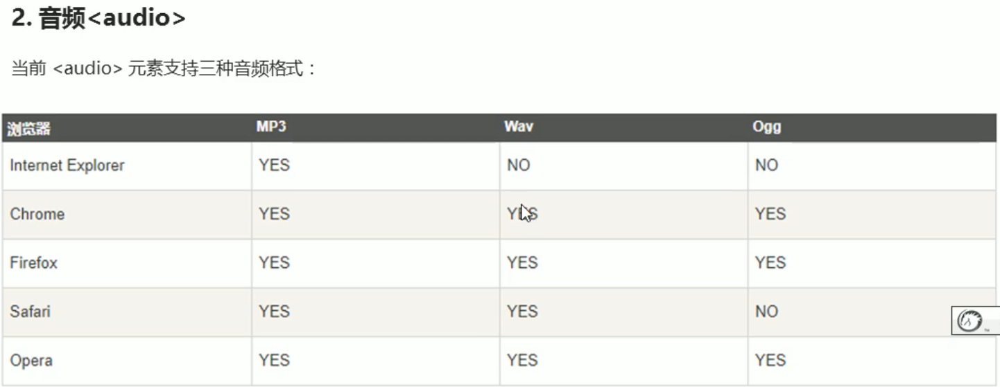 2. 音频<audio>
当前 <audio> 元素支持三种音频格式：
浏览器 MP3 Wav Ogg
Internet Explorer YES NO NO
Chrome YES YES YES
Firefox YES YES YES
Safari YES YES NO
Opera YES YES YES